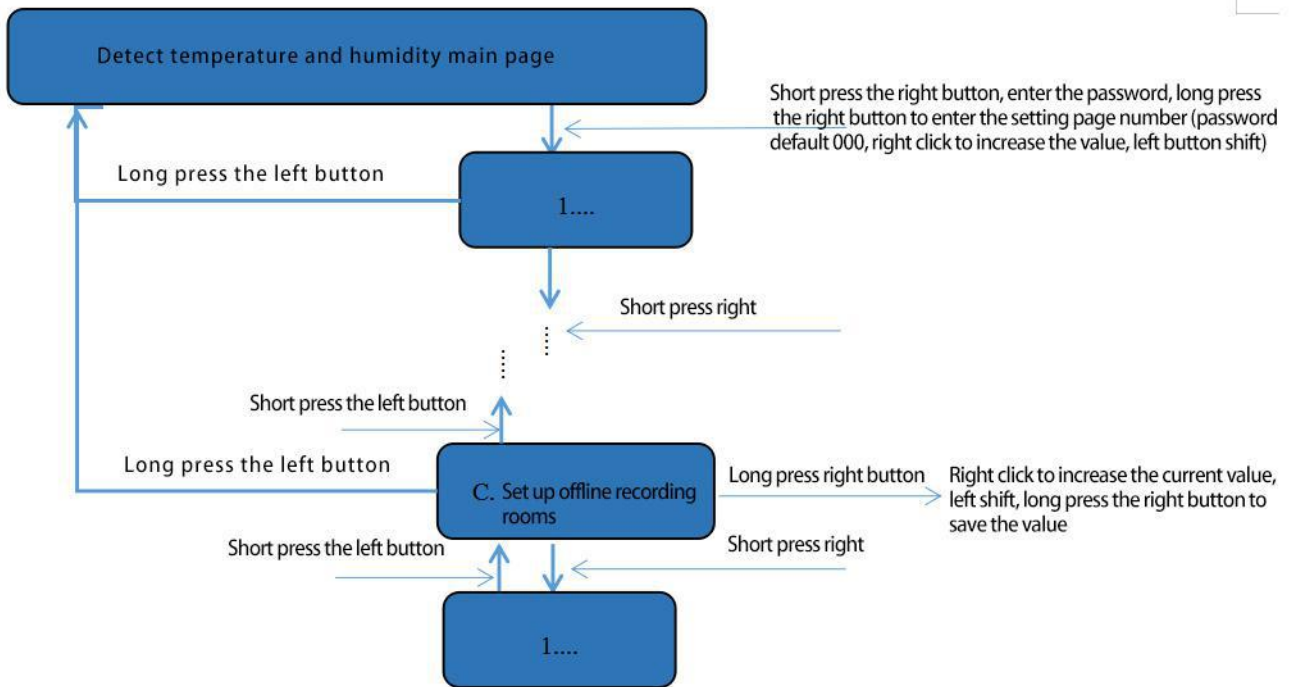 Detect temperature and humidity main page
Short press the right button, enter the password, long press
the right button to enter the setting page number (password
default 000, right click to increase the value, left button shift)
Long press the left button
1....
Short press right
Short press the left button
Long press the left button
C. Set up offline recording
rooms
Long press right button
Right click to increase the current value,
left shift, long press the right button to
save the value
Short press the left button
Short press right
1....